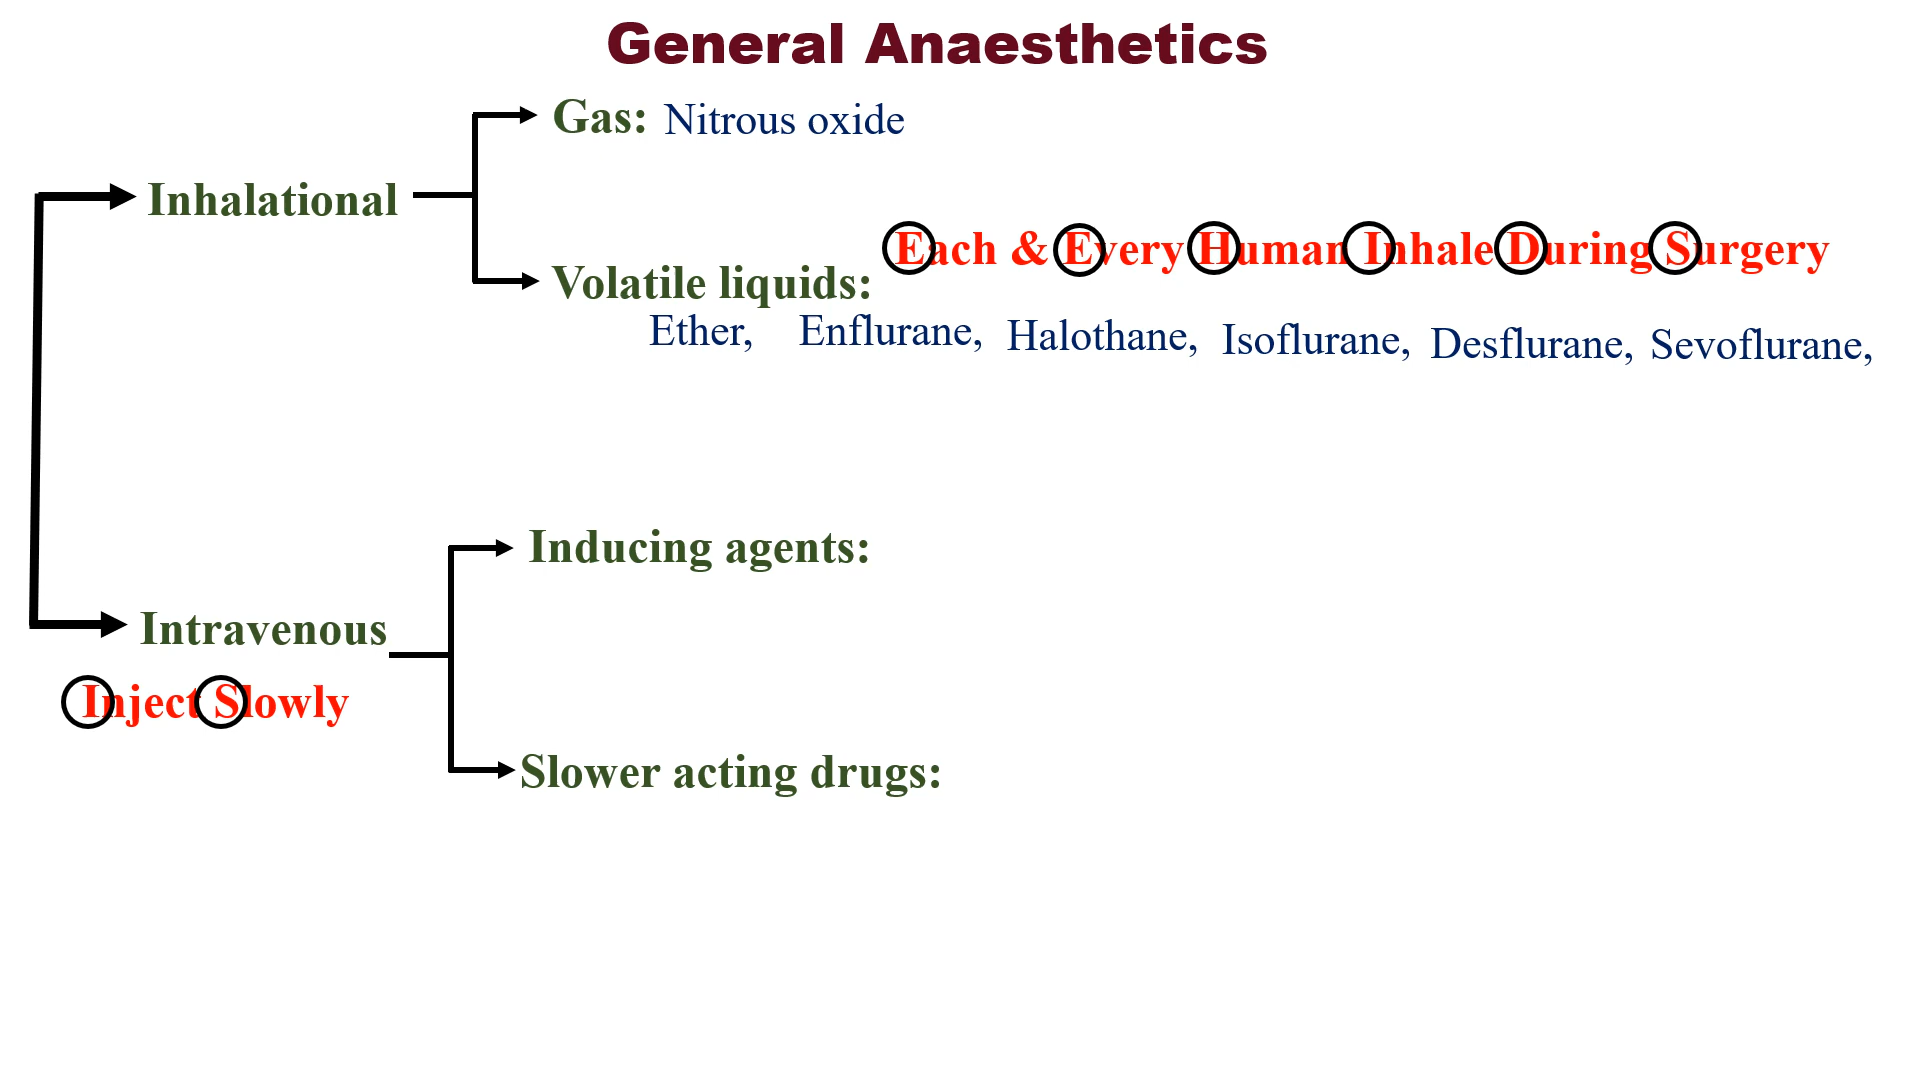 General Anaesthetics
Gas: Nitrous oxide
Inhalational
Each & Every Human Inhale During Surgery
Volatile liquids:
Ether, Enflurane, Halothane, Isoflurane, Desflurane, Sevoflurane,
Inducing agents:
Intravenous
Inject Slowly
Slower acting drugs: